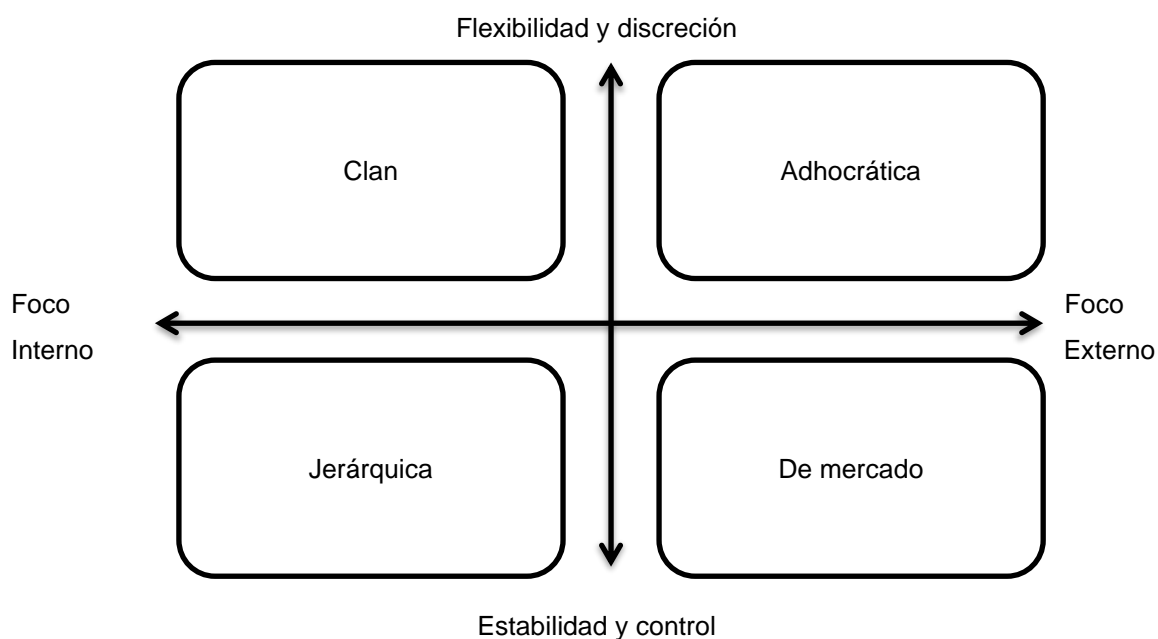 Flexibilidad y discreción
Clan
Adhocrática
Foco
Interno
Foco
Externo
Jerárquica
De mercado
Estabilidad y control